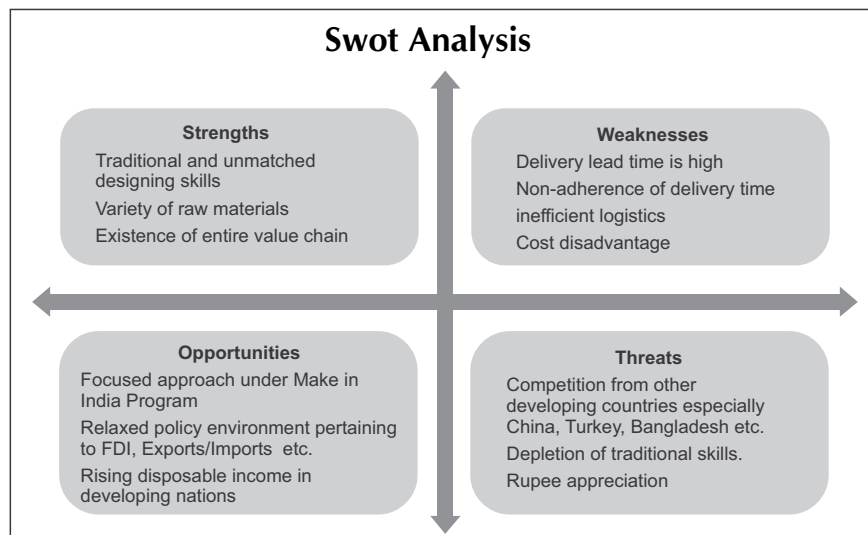 Swot Analysis
Strengths
Traditional and unmatched
designing skills
Variety of raw materials
Existence of entire value chain
Weaknesses
Delivery lead time is high
Non-adherence of delivery time
inefficient logistics
Cost disadvantage
Opportunities
Focused approach under Make in
India Program
Relaxed policy environment pertaining
to FDI, Exports/Imports etc.
Rising disposable income in
developing nations
Threats
Competition from other
developing countries especially
China, Turkey, Bangladesh etc.
Depletion of traditional skills.
Rupee appreciation